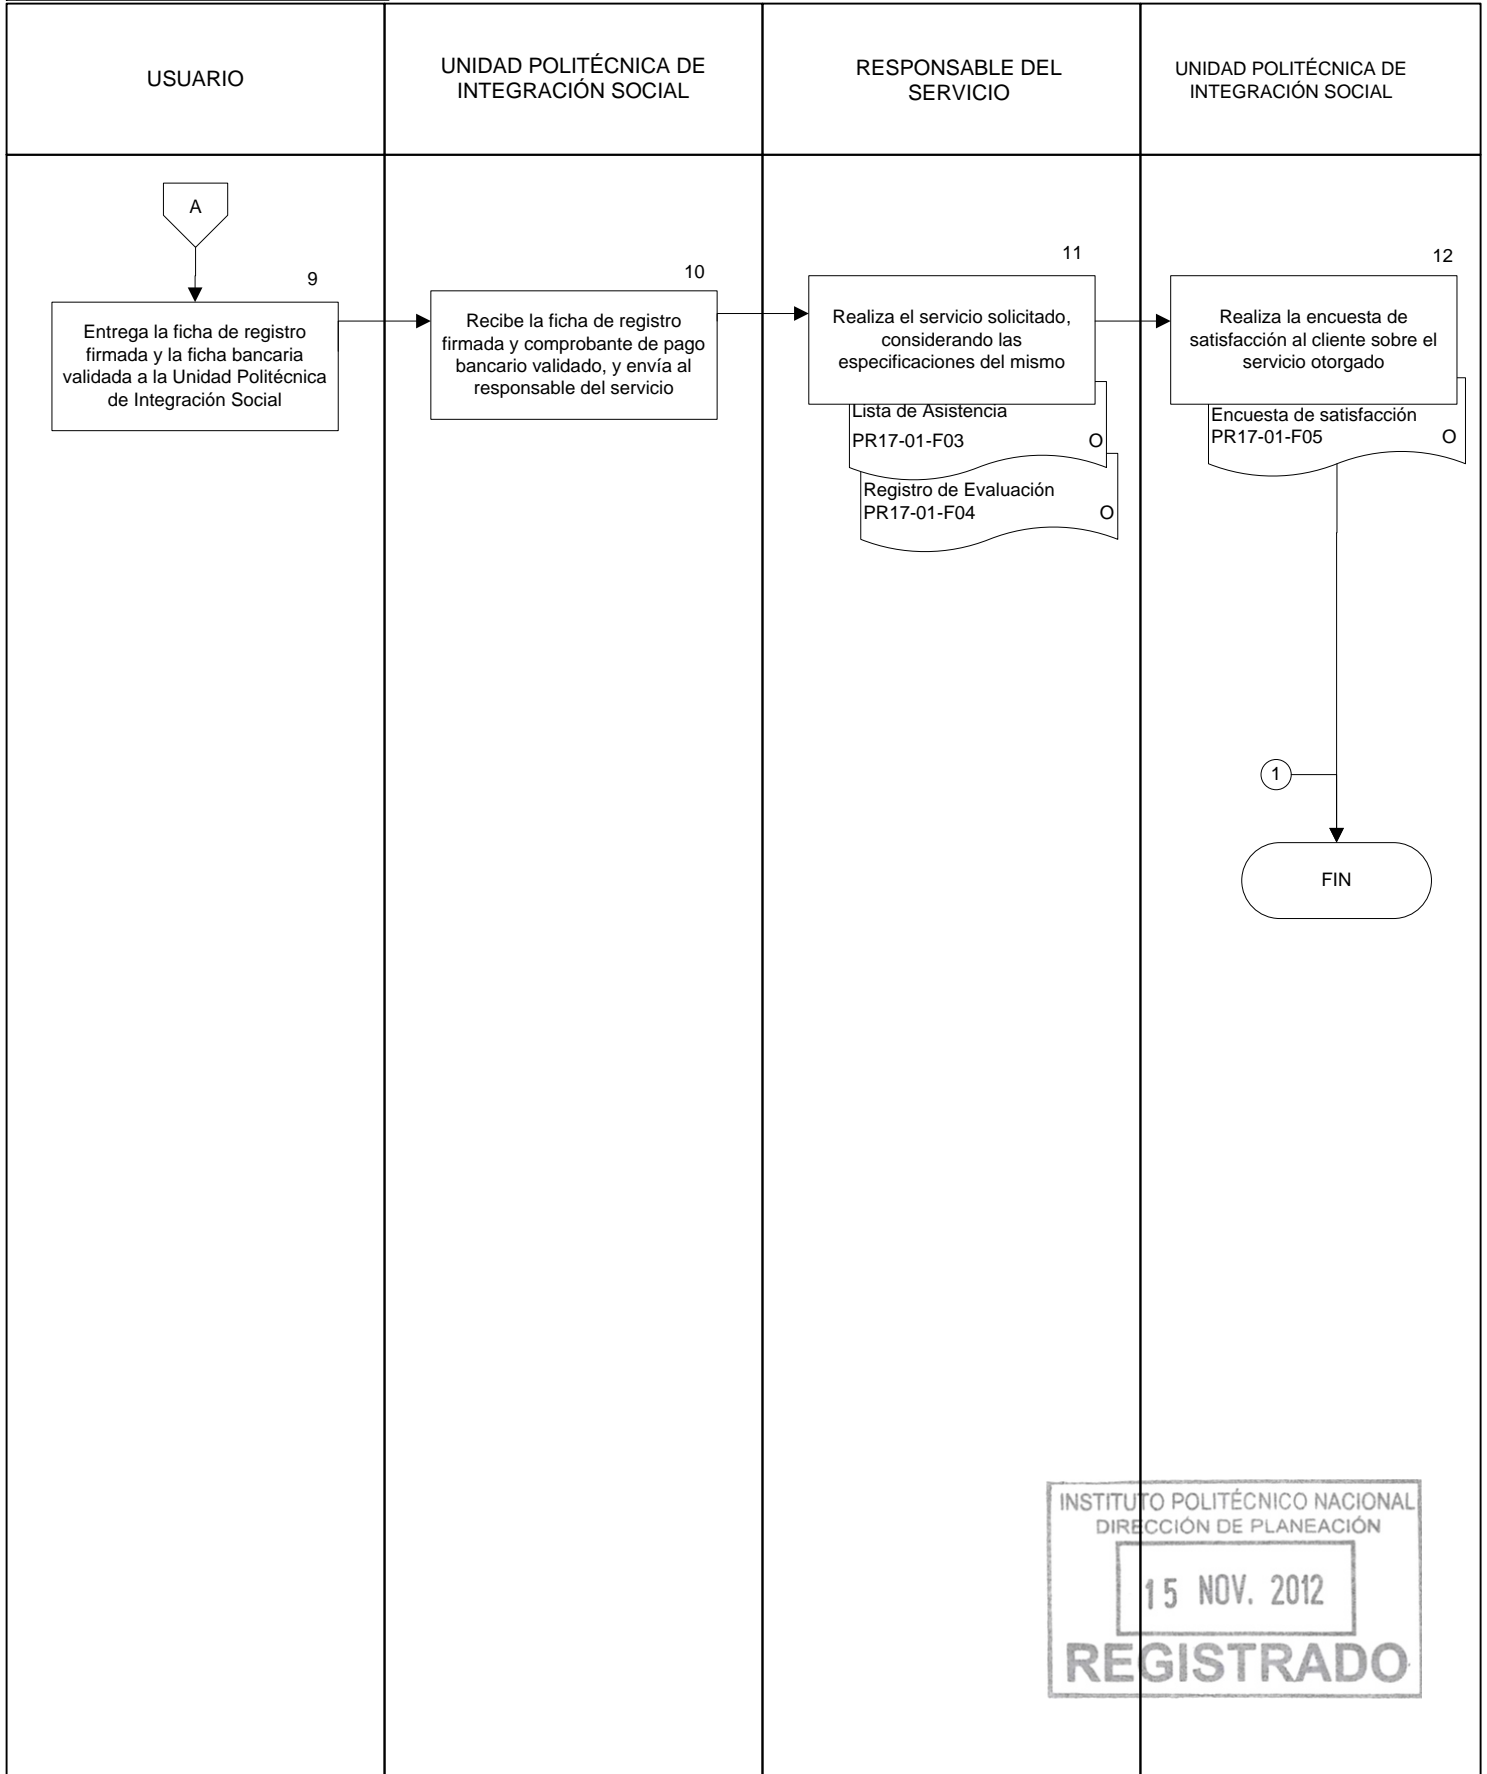 USUARIO
UNIDAD POLITÉCNICA DE
INTEGRACIÓN SOCIAL
RESPONSABLE DEL
SERVICIO
UNIDAD POLITÉCNICA DE
INTEGRACIÓN SOCIAL
A
9
Entrega la ficha de registro
firmada y la ficha bancaria
validada a la Unidad Politécnica
de Integración Social
10
Recibe la ficha de registro
firmada y comprobante de pago
bancario validado, y envía al
responsable del servicio
11
Realiza el servicio solicitado,
considerando las
especificaciones del mismo
Lista de Asistencia
PR17-01-F03 O
Registro de Evaluación
PR17-01-F04 O
12
Realiza la encuesta de
satisfacción al cliente sobre el
servicio otorgado
Encuesta de satisfacción
PR17-01-F05 O
1
FIN
INSTITUTO POLITÉCNICO NACIONAL
DIRECCIÓN DE PLANEACIÓN
15 NOV. 2012
REGISTRADO